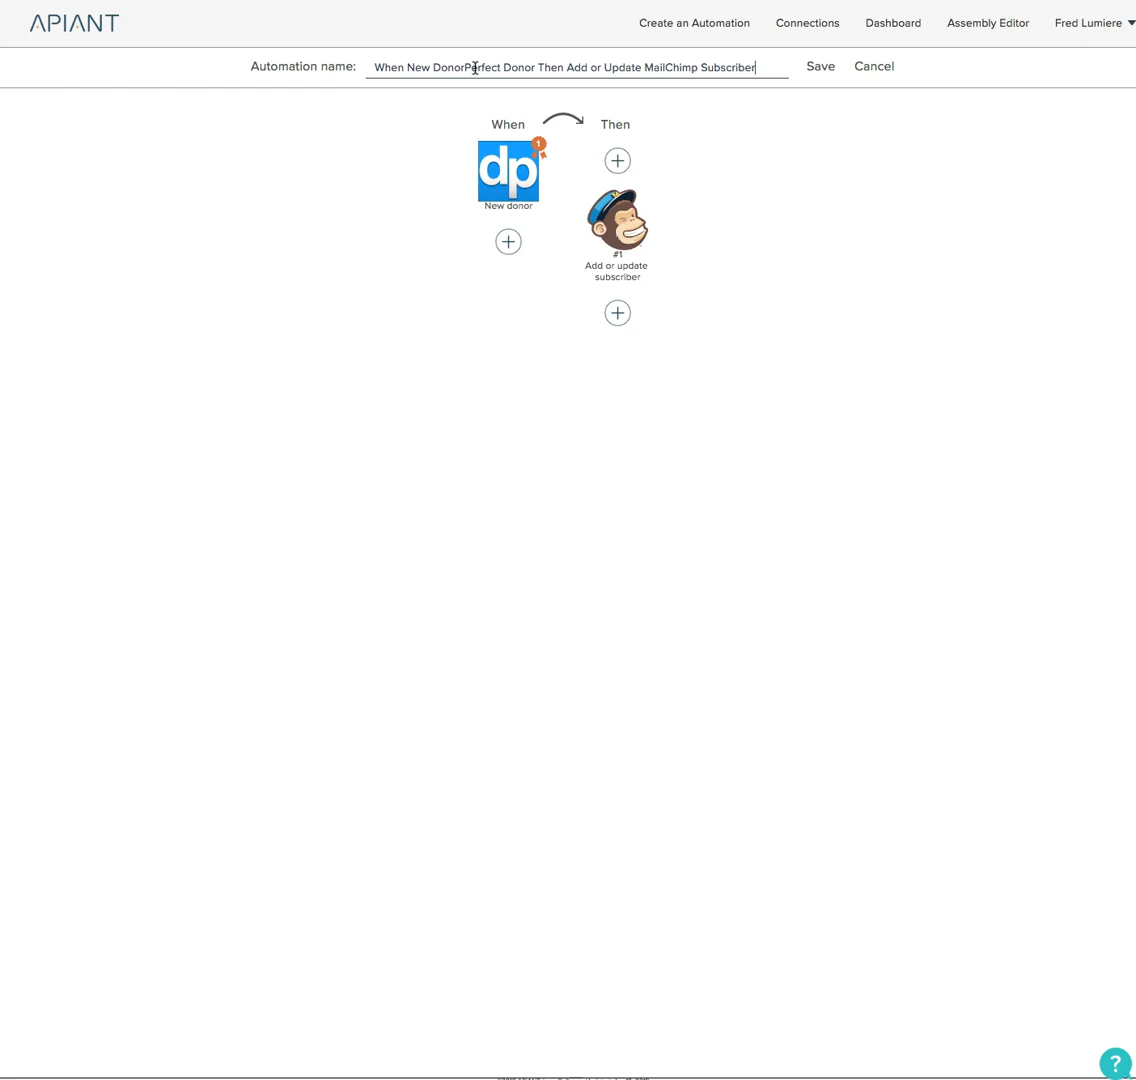 APIANT
Create an Automation Connections Dashboard Assembly Editor Fred Lumiere
Automation name: When New DonorPerfect Donor Then Add or Update MailChimp Subscriber Save Cancel
When Then
1
dp
New donor
#1
Add or update
subscriber
?